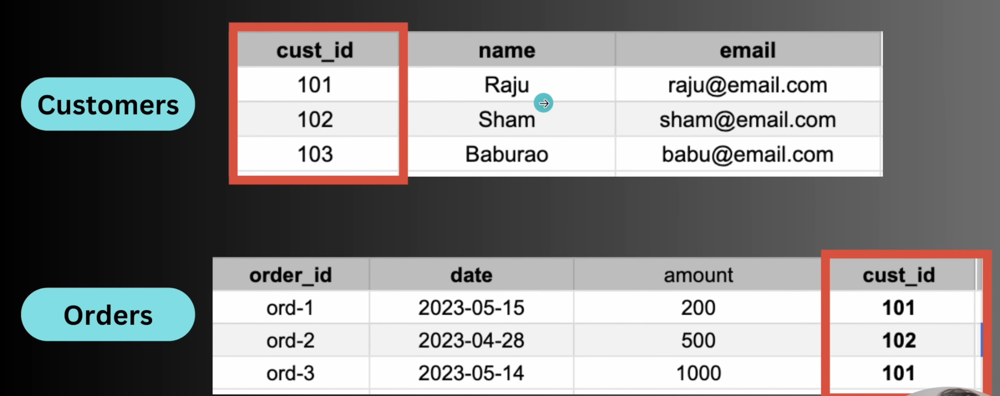 cust_id name email
Customers
101 Raju raju@email.com
102 Sham sham@email.com
103 Baburao babu@email.com
order_id date amount cust_id
Orders
ord-1 2023-05-15 200 101
ord-2 2023-04-28 500 102
ord-3 2023-05-14 1000 101